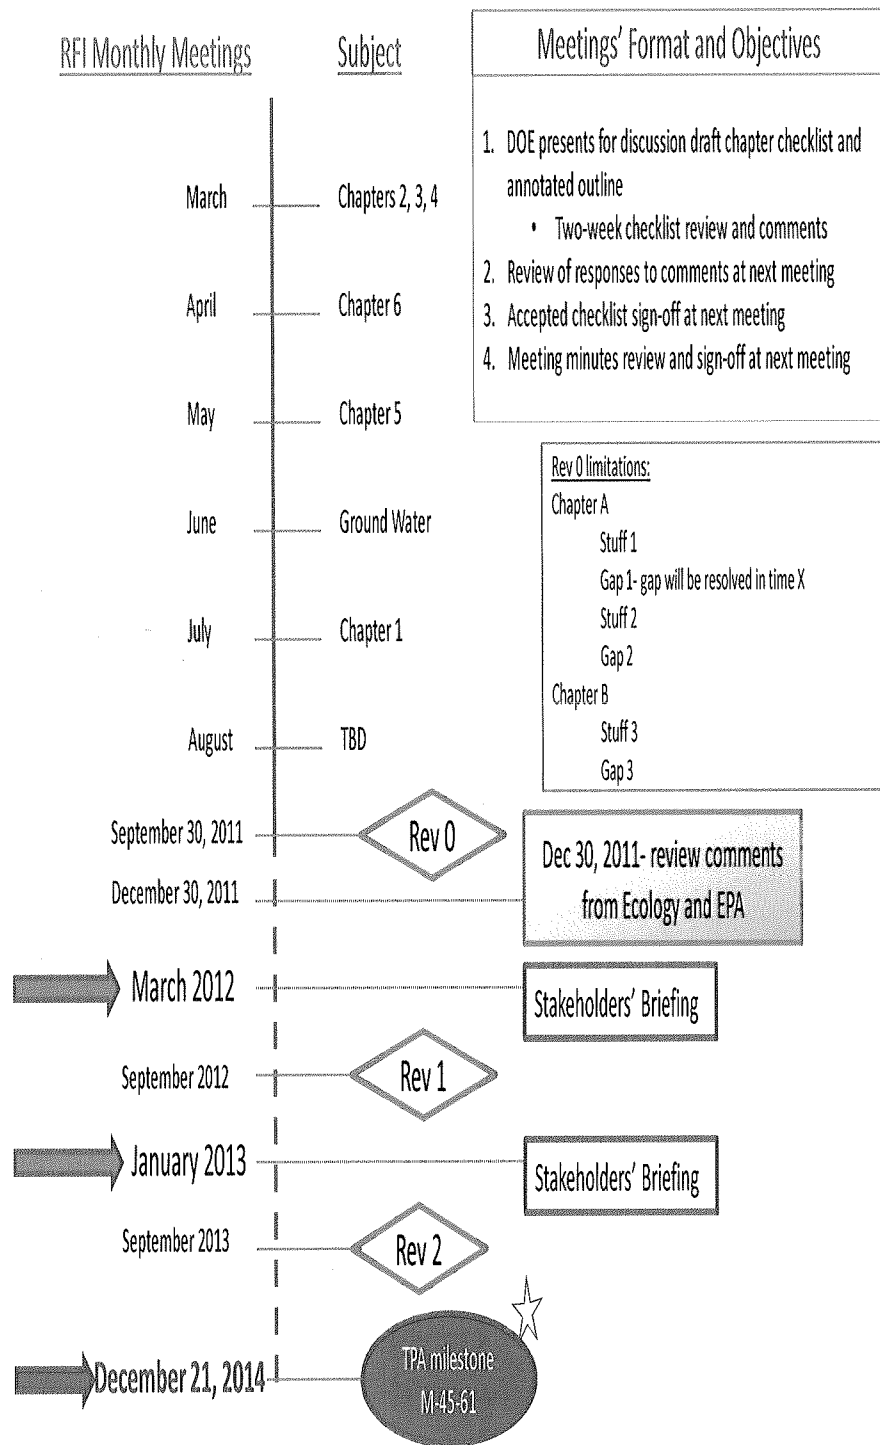 RFI Monthly Meetings
Subject
Meetings' Format and Objectives
1. DOE presents for discussion draft chapter checklist and
annotated outline
• Two-week checklist review and comments
2. Review of responses to comments at next meeting
3. Accepted checklist sign-off at next meeting
4. Meeting minutes review and sign-off at next meeting
March
Chapters 2, 3, 4
April
Chapter 6
May
Chapter 5
June
Ground Water
July
Chapter 1
August
TBD
Rev 0 limitations:
Chapter A
Stuff 1
Gap 1- gap will be resolved in time X
Stuff 2
Gap 2
Chapter B
Stuff 3
Gap 3
September 30, 2011
Rev 0
December 30, 2011
Dec 30, 2011- review comments
from Ecology and EPA
March 2012
Stakeholders' Briefing
September 2012
Rev 1
January 2013
Stakeholders' Briefing
September 2013
Rev 2
December 21, 2014
TPA milestone
M-45-61